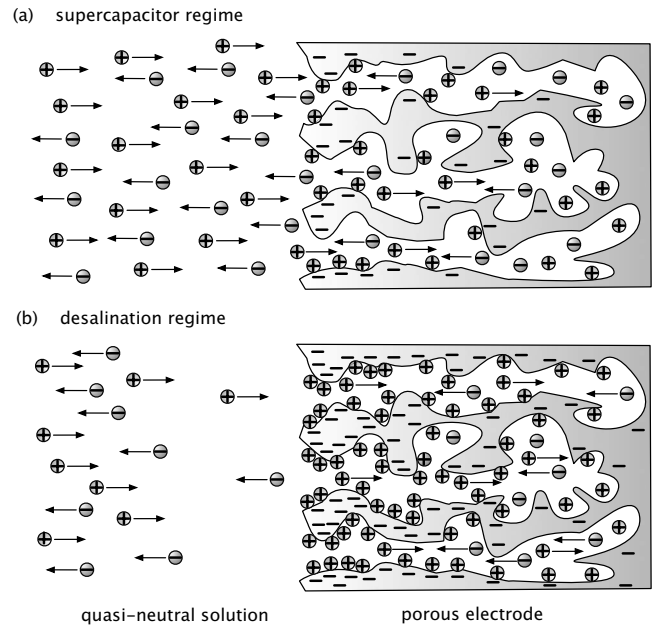 (a) supercapacitor regime
(b) desalination regime
quasi-neutral solution porous electrode